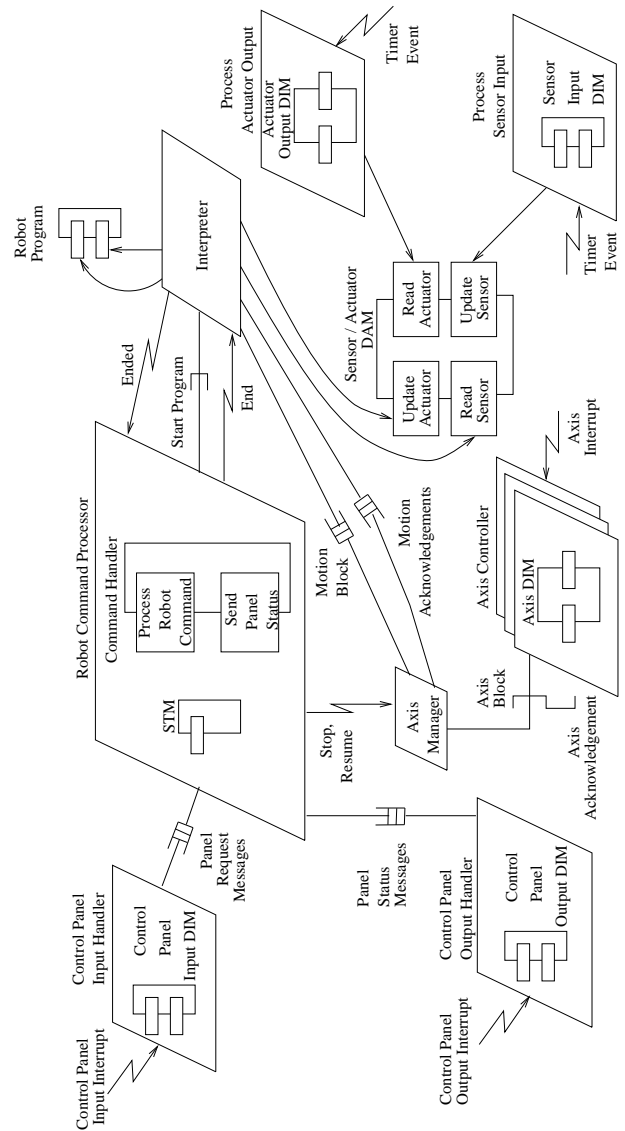 Control Panel
Input Interrupt
Control Panel
Input Handler
Control
Panel
Input DIM
Panel
Request
Messages
Robot Command Processor
STM
Command Handler
Process
Robot
Command
Send
Panel
Status
Ended
Start Program
End
Robot
Program
Interpreter
Control Panel
Output Interrupt
Control Panel
Output Handler
Control
Panel
Output DIM
Panel
Status
Messages
Stop,
Resume
Axis
Manager
Motion
Block
Motion
Acknowledgements
Axis
Block
Axis
Acknowledgement
Axis Controller
Axis DIM
Axis
Interrupt
Sensor / Actuator
DAM
Update
Actuator
Read
Sensor
Read
Actuator
Update
Sensor
Process
Actuator Output
Actuator
Output DIM
Timer
Event
Process
Sensor Input
Sensor
Input
DIM
Timer
Event